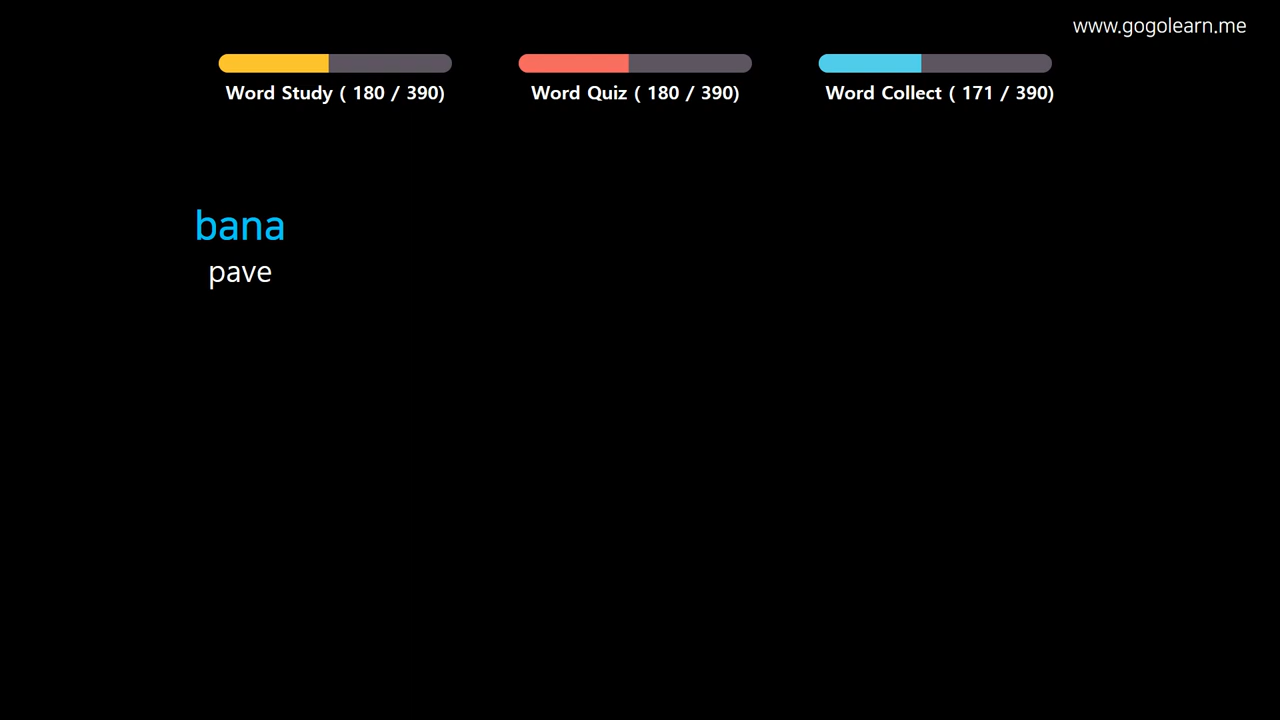 www.gogolearn.me
Word Study ( 180 / 390)
Word Quiz ( 180 / 390)
Word Collect ( 171 / 390)
bana
pave